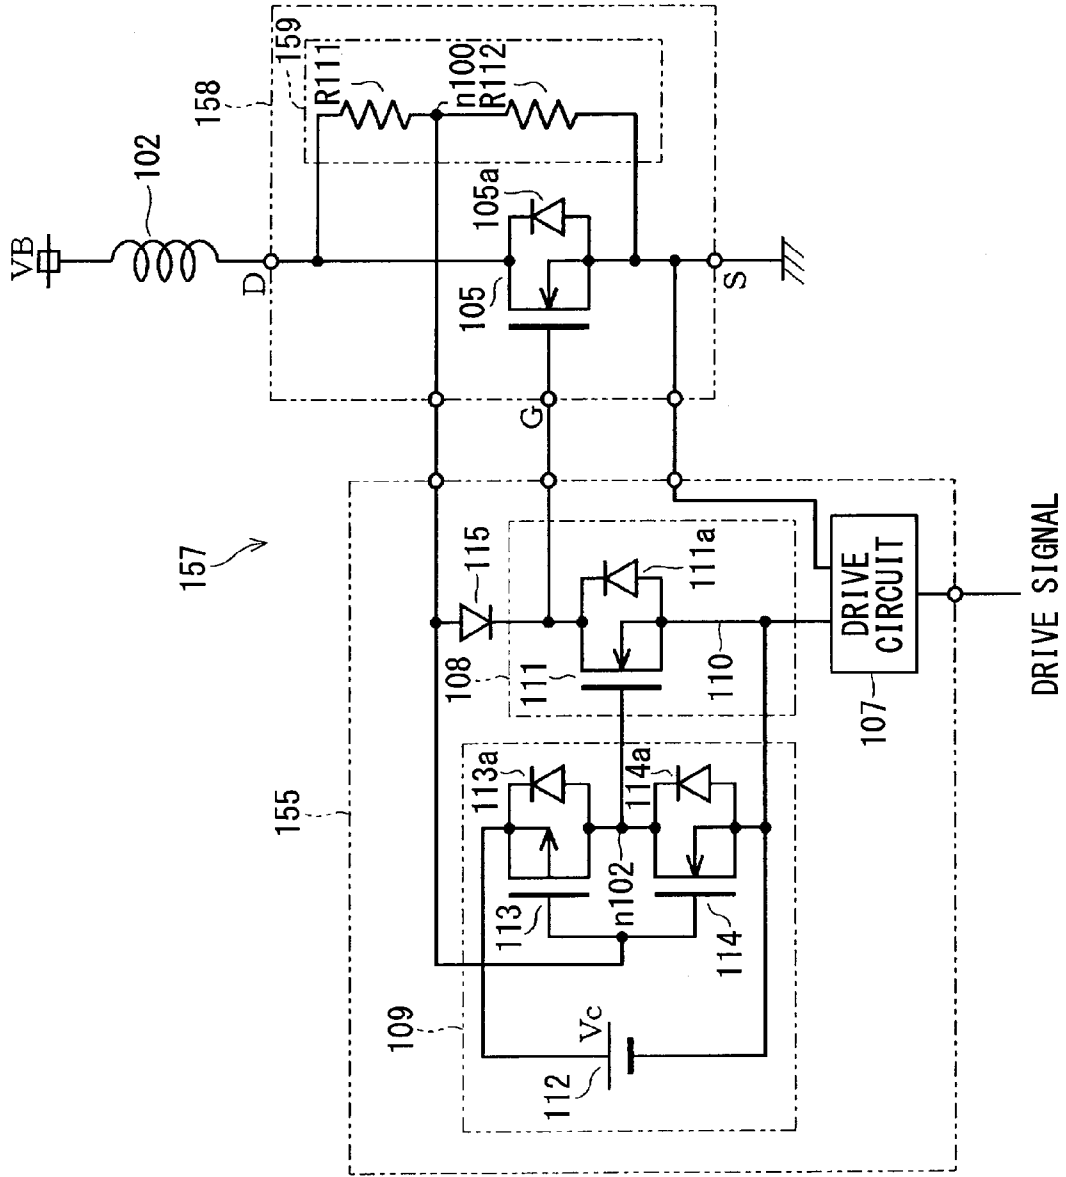 157
158
159
R111
n100
R112
VB
102
D
105
105a
S
G
155
115
108
111
111a
110
109
113a
113
n102
114a
114
112
Vc
107
DRIVE
CIRCUIT
DRIVE SIGNAL